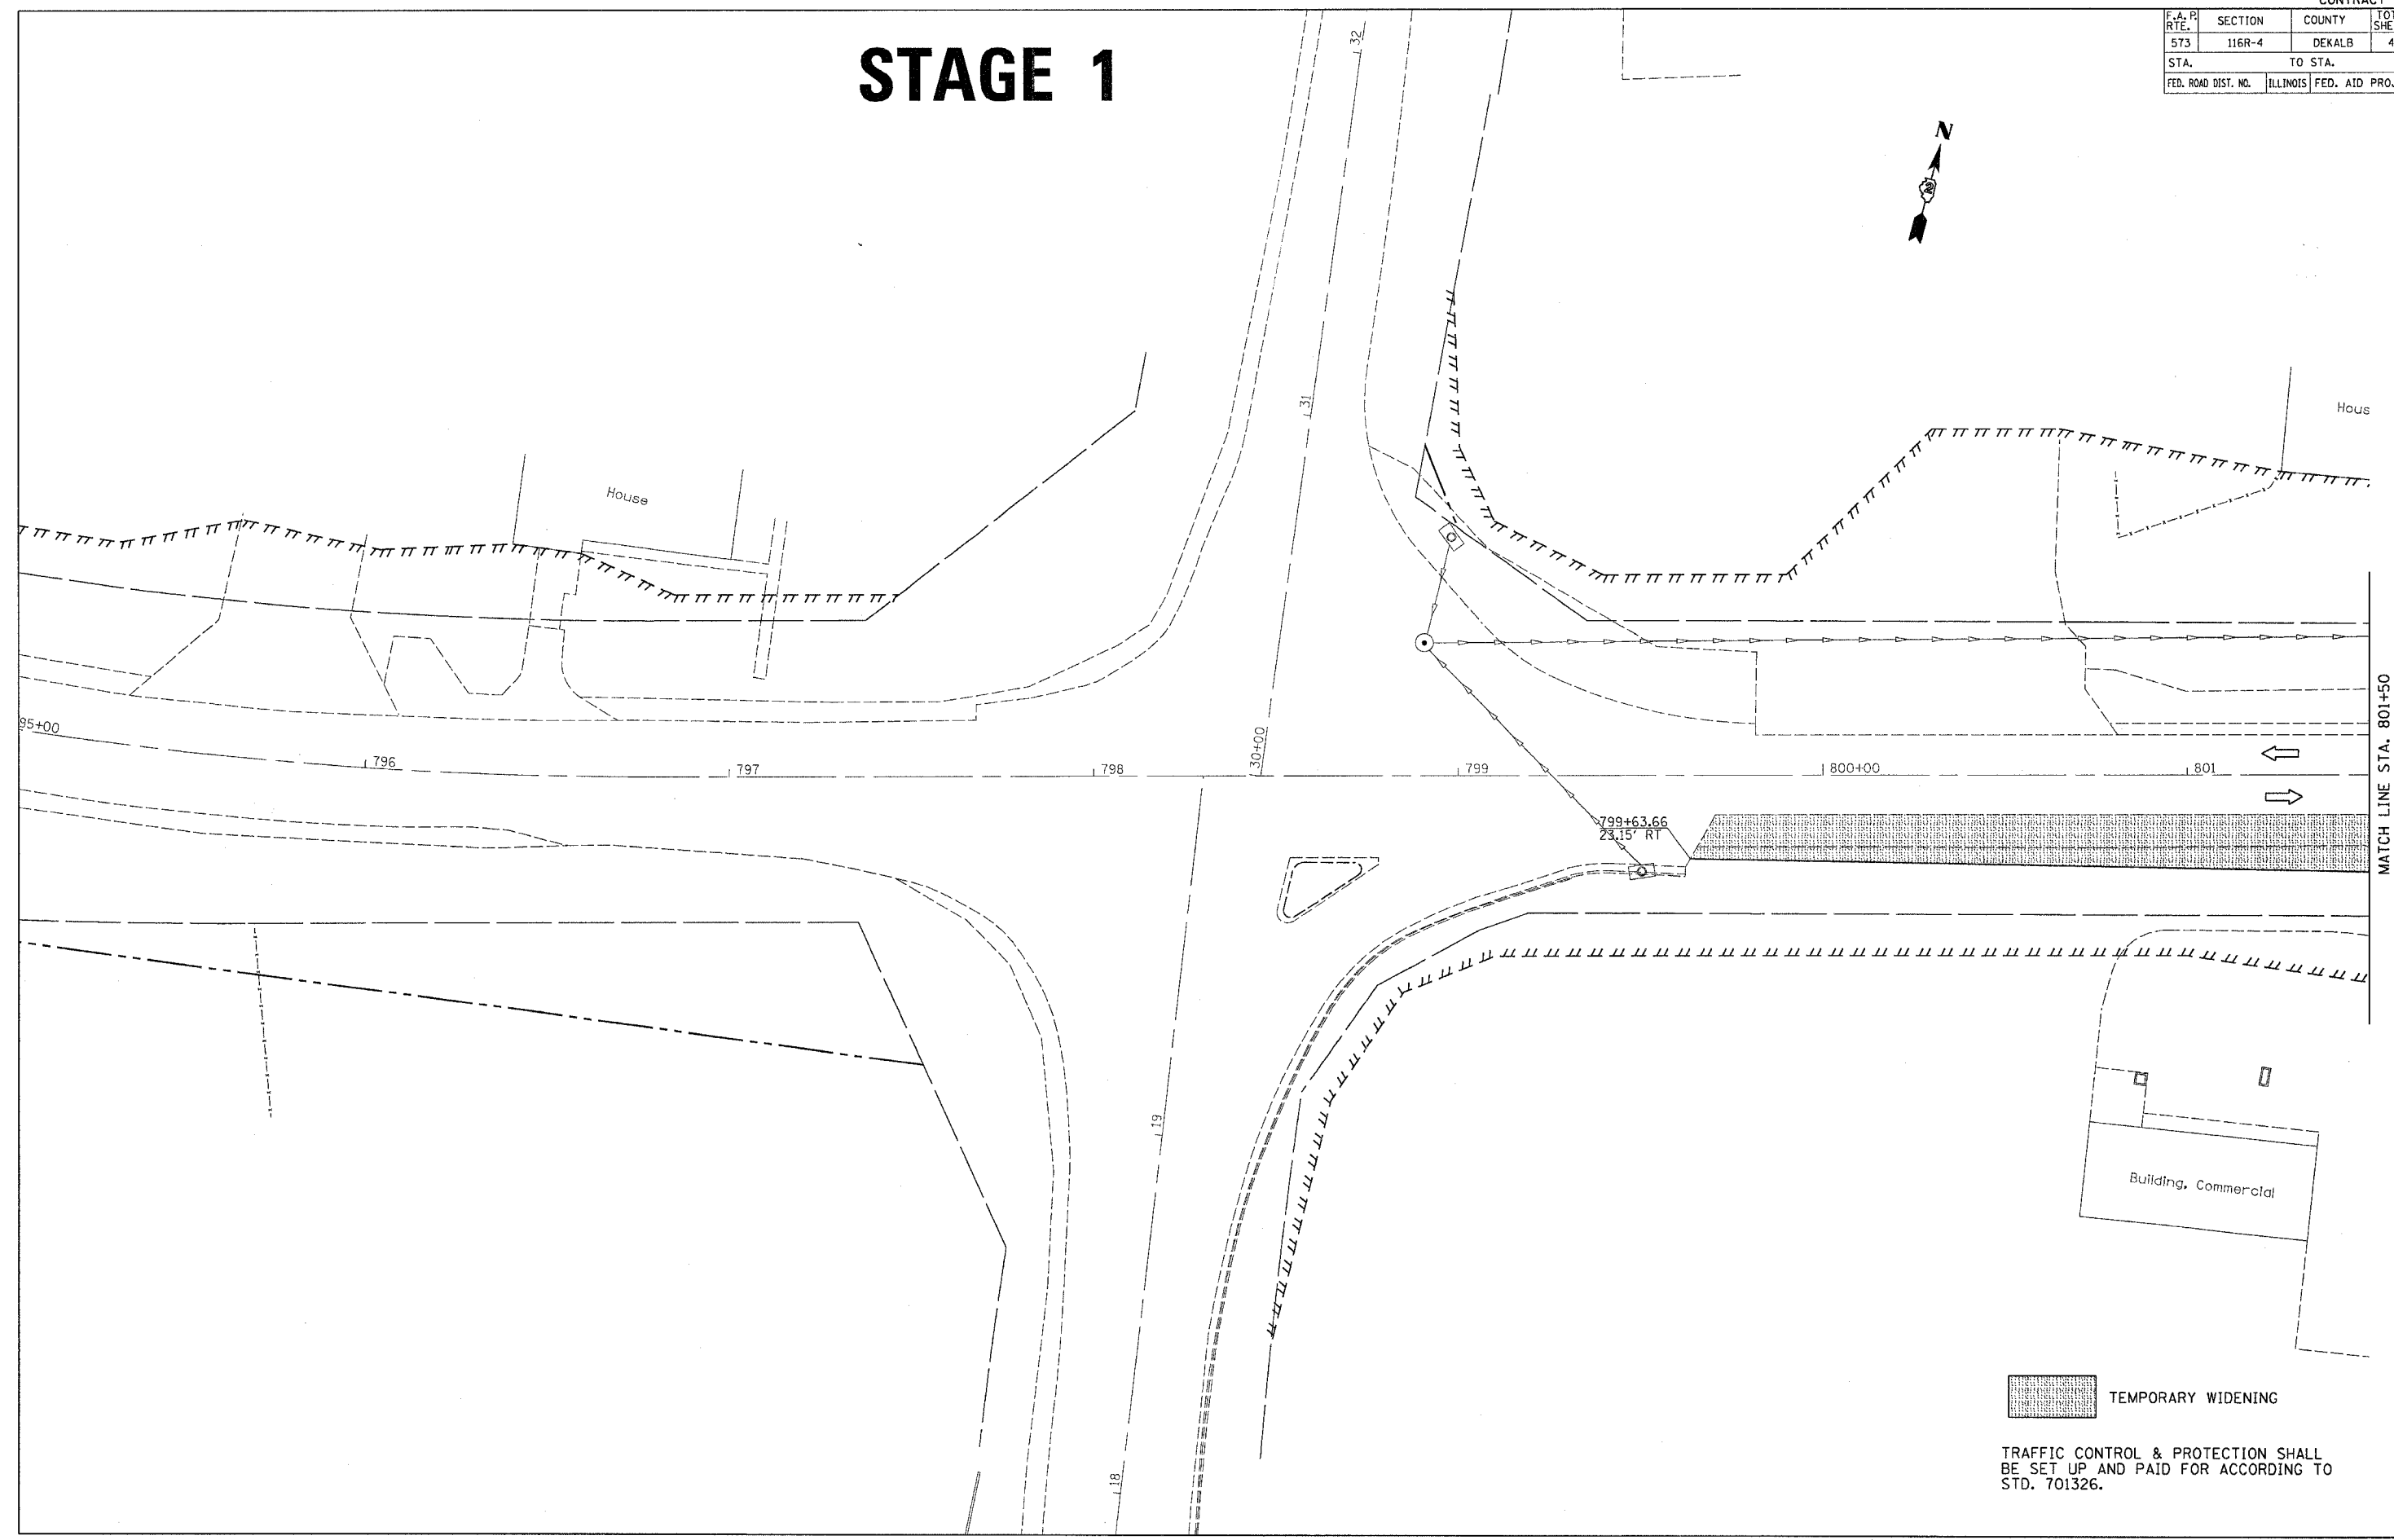 CONTRACT
F.A.P. RTE. SECTION COUNTY
573 116R-4 DEKALB 4
STA. TO STA.
FED. ROAD DIST. NO. ILLINOIS FED. AID PROJ.
STAGE 1
N
32
31
30+00
House
Hous
95+00
796
797
798
799
800+00
801
MATCH LINE STA. 801+50
799+63.66
23.15' RT
19
18
Building, Commercial
TEMPORARY WIDENING
TRAFFIC CONTROL & PROTECTION SHALL
BE SET UP AND PAID FOR ACCORDING TO
STD. 701326.